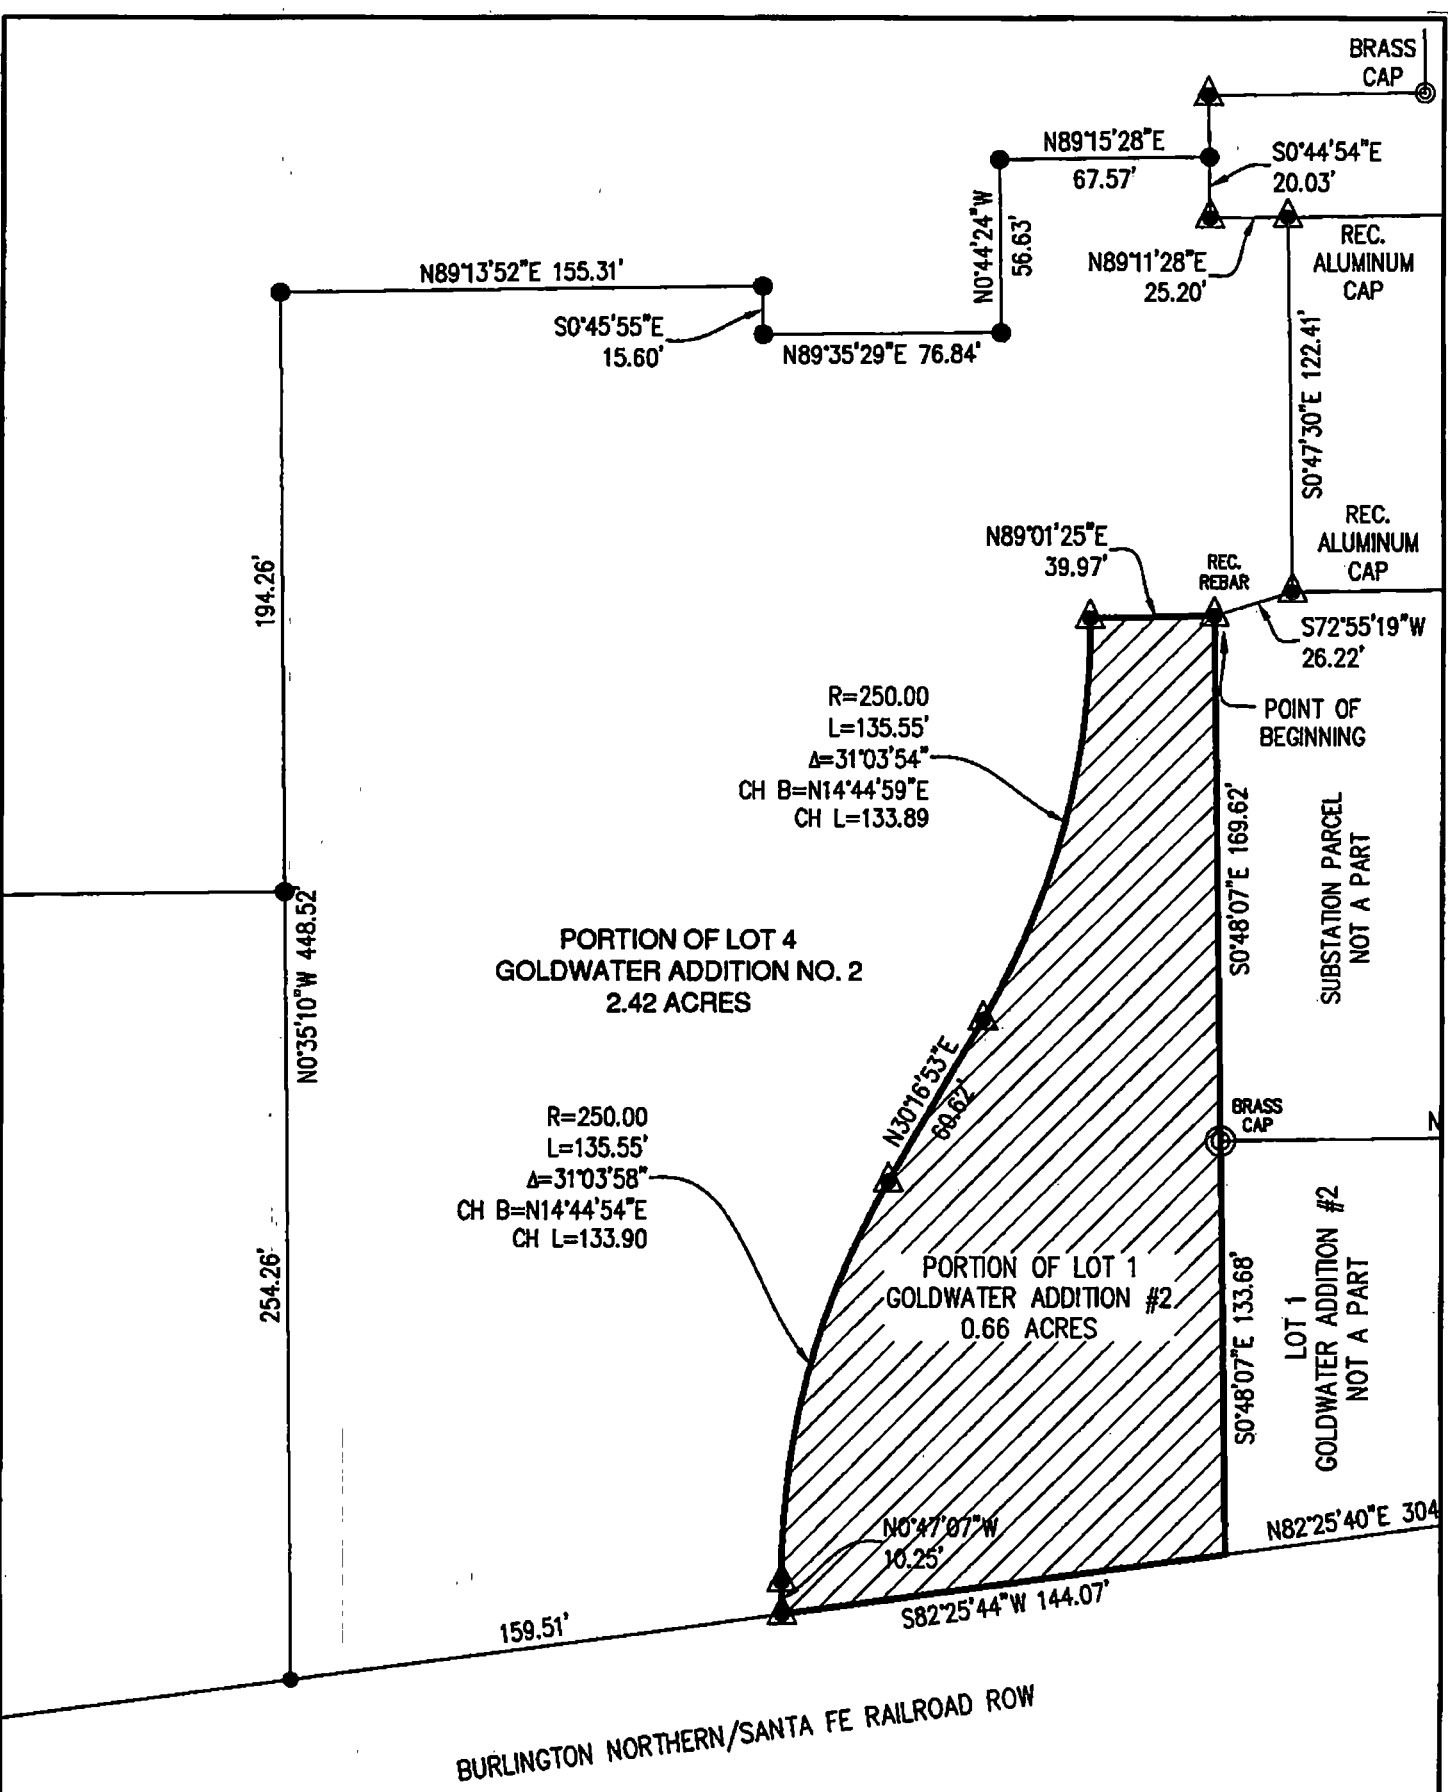 BRASS
CAP
N89°15'28"E
67.57'
S0°44'54"E
20.03'
N0°44'24"W
56.63'
N89°11'28"E
25.20'
REC.
ALUMINUM
CAP
N89°13'52"E 155.31'
S0°45'55"E
15.60'
N89°35'29"E 76.84'
S0°47'30"E 122.41'
REC.
ALUMINUM
CAP
N89°01'25"E
39.97'
REC.
REBAR
S72°55'19"W
26.22'
194.26'
R=250.00
L=135.55'
Δ=31°03'54"
CH B=N14°44'59"E
CH L=133.89
POINT OF
BEGINNING
S0°48'07"E 169.62'
SUBSTATION PARCEL
NOT A PART
N0°35'10"W 448.52'
PORTION OF LOT 4
GOLDWATER ADDITION NO. 2
2.42 ACRES
N30°16'53"E
60.62'
BRASS
CAP
N
R=250.00
L=135.55'
Δ=31°03'58"
CH B=N14°44'54"E
CH L=133.90
254.26'
PORTION OF LOT 1
GOLDWATER ADDITION #2
0.66 ACRES
S0°48'07"E 133.68'
LOT 1
GOLDWATER ADDITION #2
NOT A PART
N0°47'07"W
10.25'
N82°25'40"E 304
S82°25'44"W 144.07'
159.51'
BURLINGTON NORTHERN/SANTA FE RAILROAD ROW